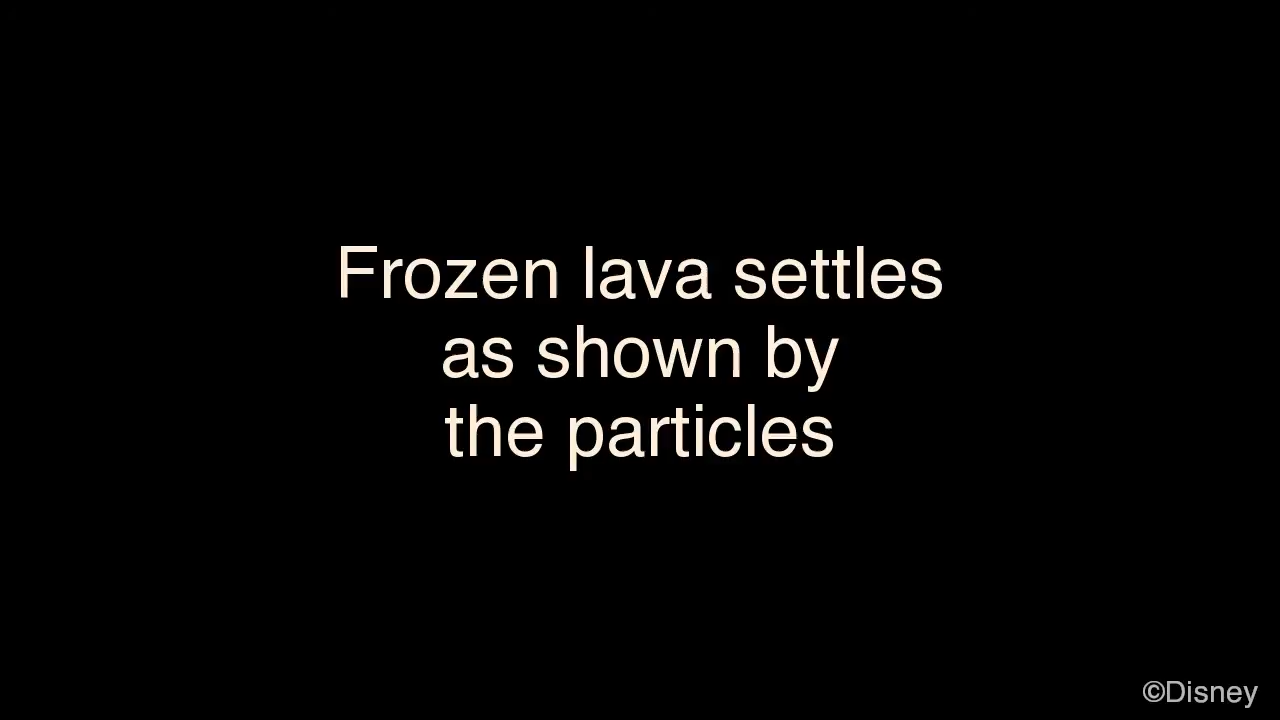 Frozen lava settles
as shown by
the particles
©Disney